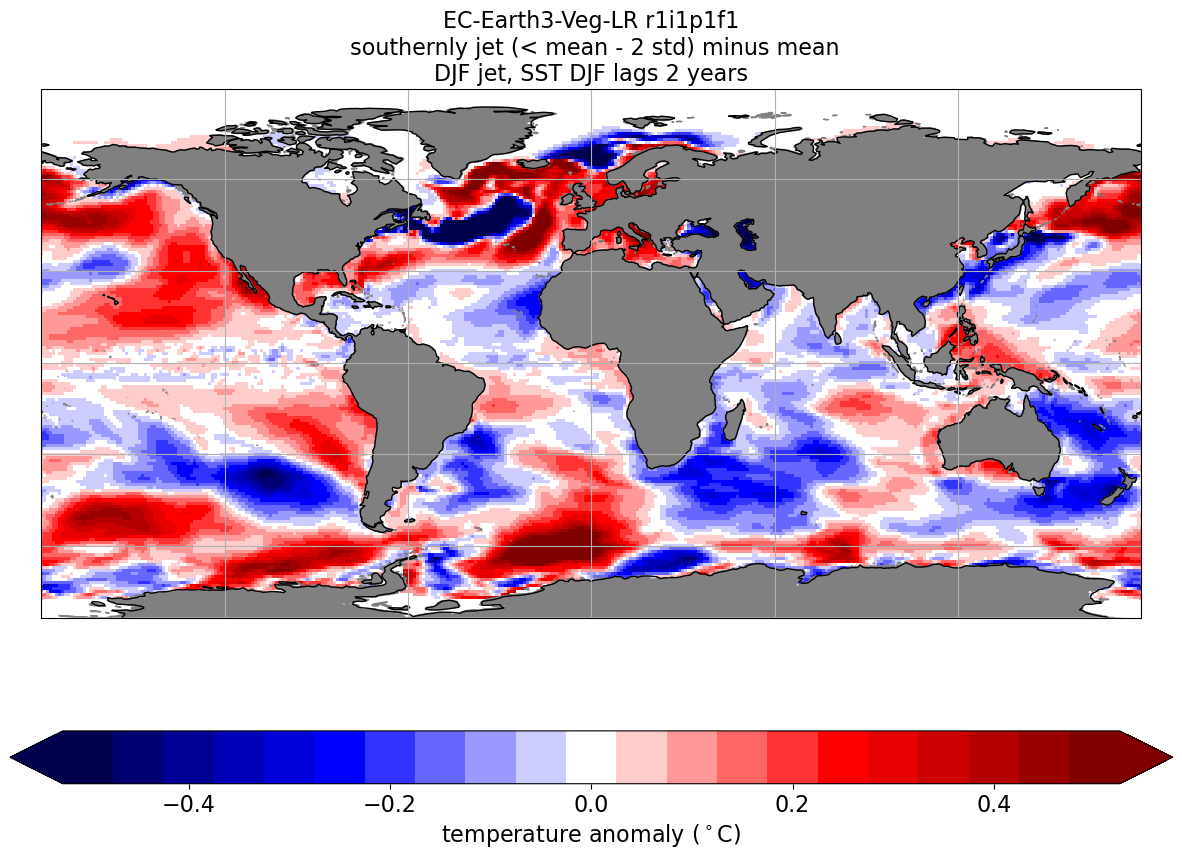 EC-Earth3-Veg-LR r1i1p1f1
southernly jet (< mean - 2 std) minus mean
DJF jet, SST DJF lags 2 years
−0.4 −0.2 0.0 0.2 0.4
temperature anomaly (°C)